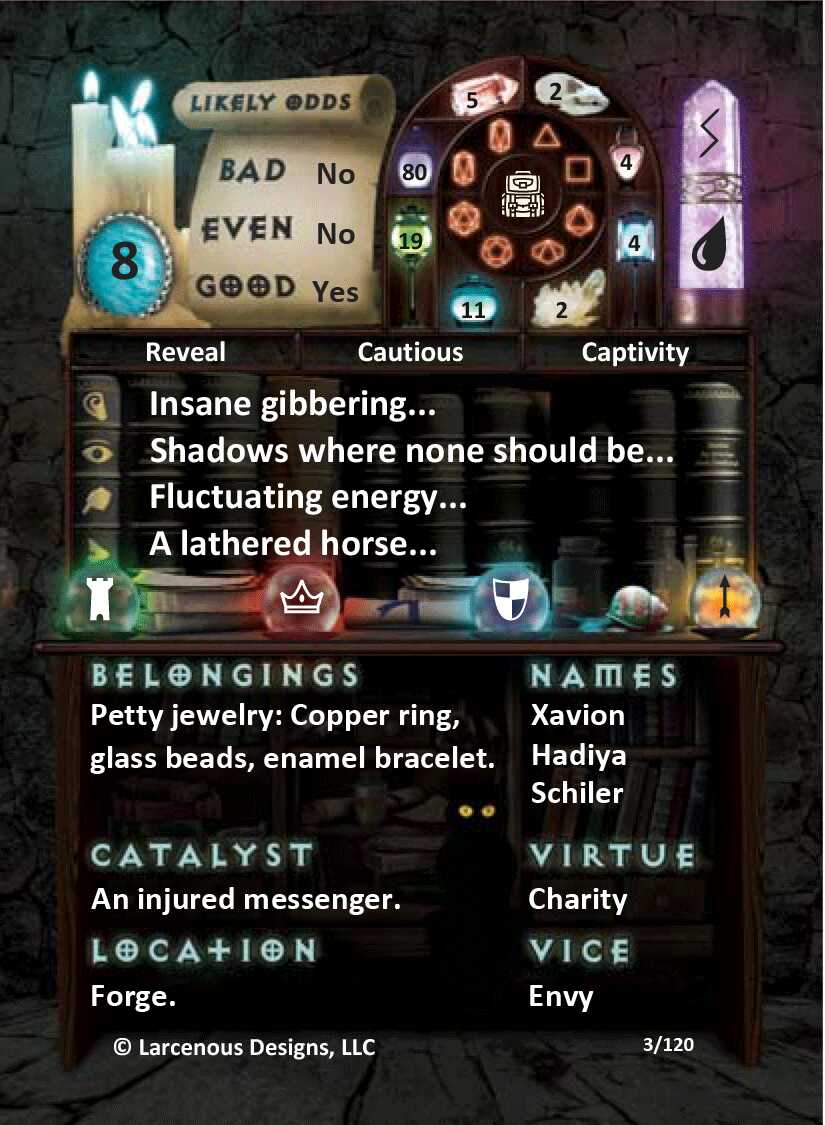 LIKELY ODDS
BAD No
EVEN No
GOOD Yes
8
5
2
80
4
19
4
11
2
Reveal Cautious Captivity
Insane gibbering...
Shadows where none should be...
Fluctuating energy...
A lathered horse...
BELONGINGS
Petty jewelry: Copper ring,
glass beads, enamel bracelet.
NAMES
Xavion
Hadiya
Schiler
CATALYST
An injured messenger.
VIRTUE
Charity
LOCATION
Forge.
VICE
Envy
© Larcenous Designs, LLC
3/120